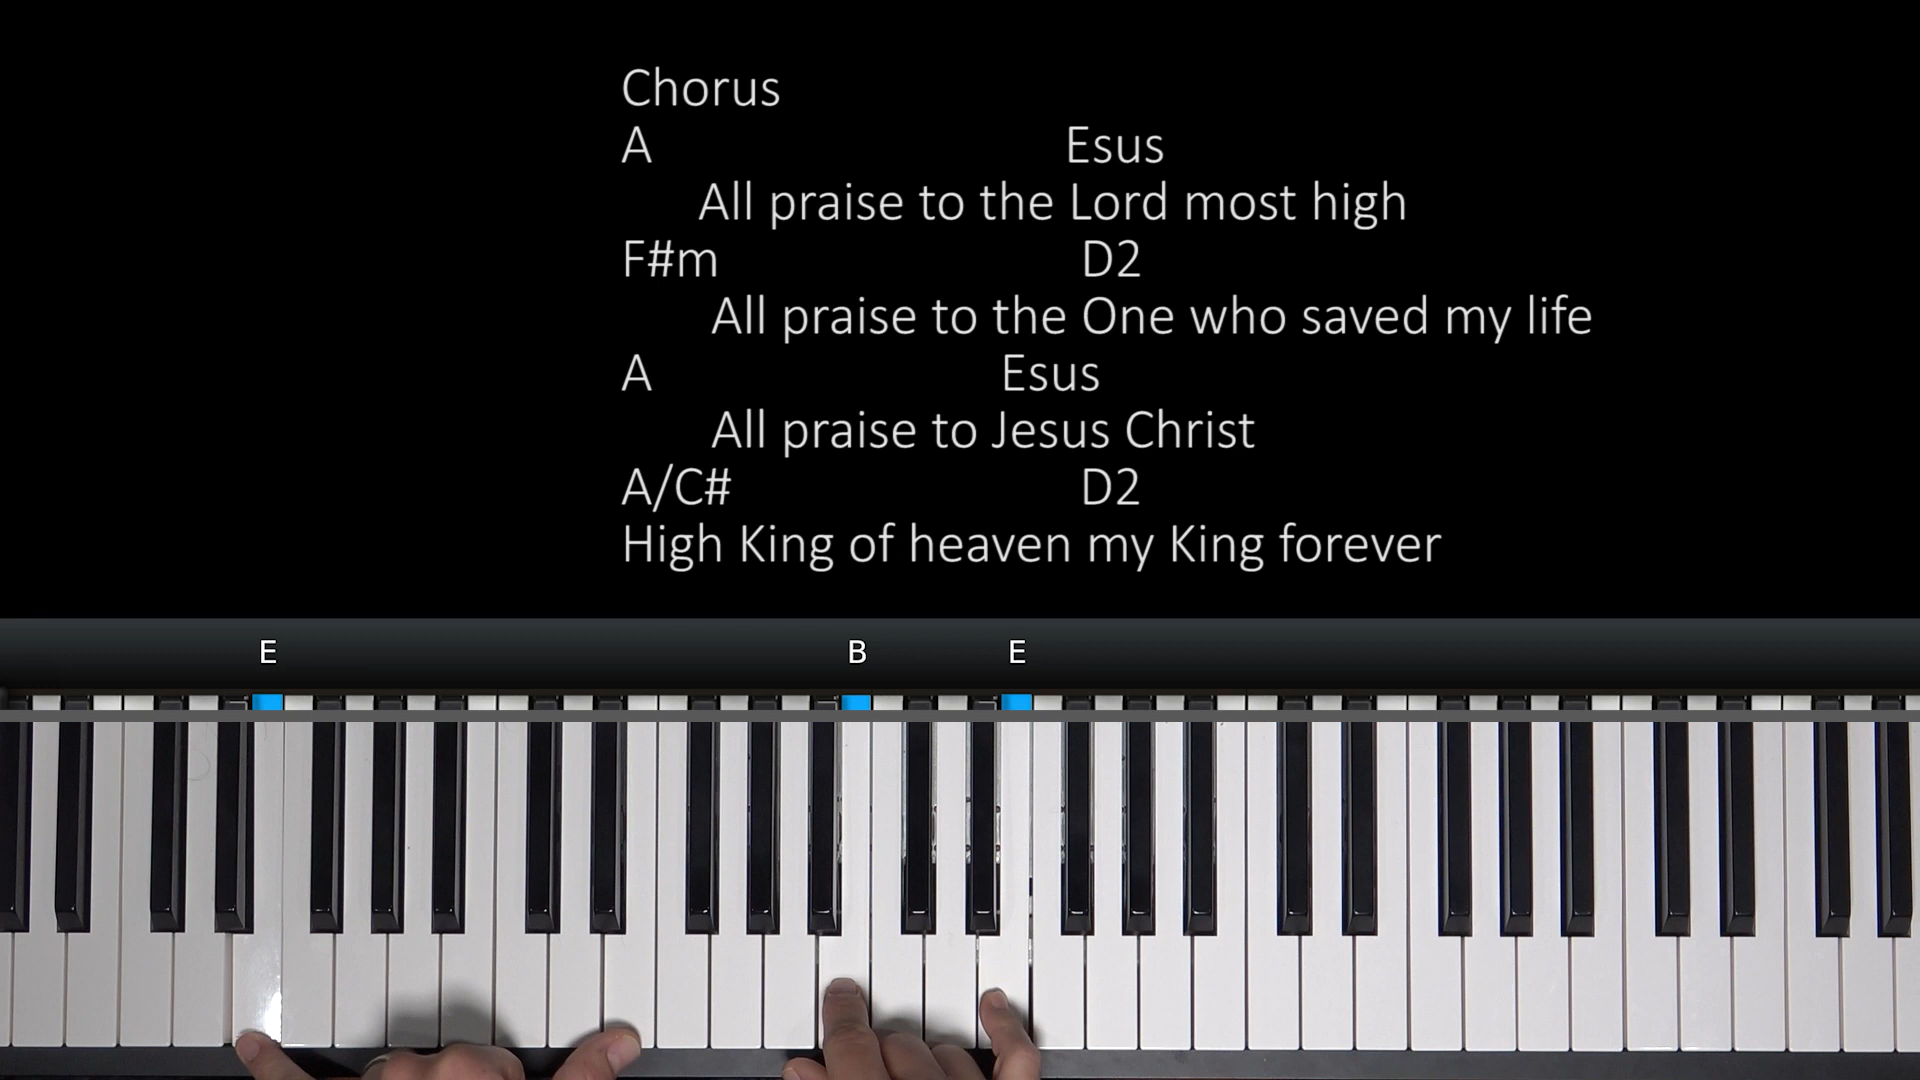 Chorus
A Esus
All praise to the Lord most high
F#m D2
All praise to the One who saved my life
A Esus
All praise to Jesus Christ
A/C# D2
High King of heaven my King forever
E B E